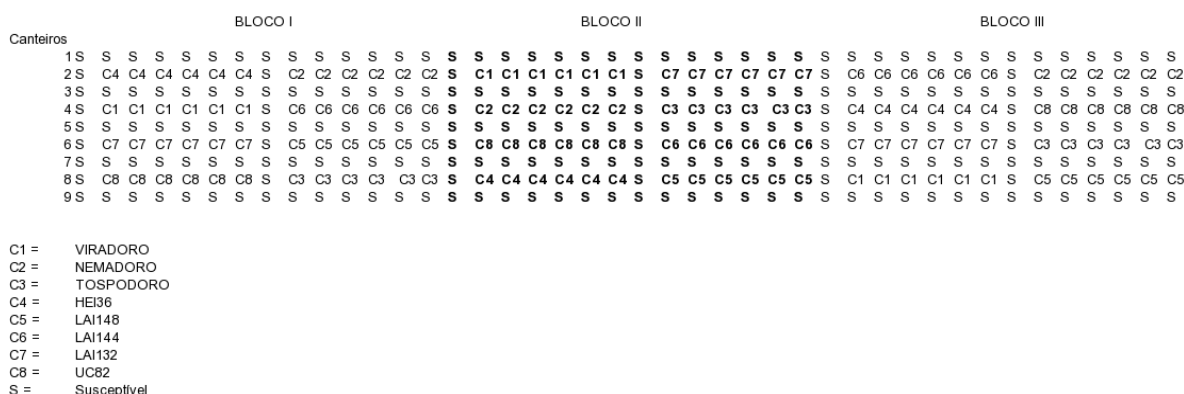 BLOCO I BLOCO II BLOCO III
Canteiros
1 S S S S S S S S S S S S S S S S S S S S S S S S S S S S S S S S S S S S S S S S S S
2 S C4 C4 C4 C4 C4 C4 S C2 C2 C2 C2 C2 C2 S C1 C1 C1 C1 C1 C1 S C7 C7 C7 C7 C7 C7 S C6 C6 C6 C6 C6 C6 S C2 C2 C2 C2 C2 C2
3 S S S S S S S S S S S S S S S S S S S S S S S S S S S S S S S S S S S S S S S S S S
4 S C1 C1 C1 C1 C1 C1 S C6 C6 C6 C6 C6 C6 S C2 C2 C2 C2 C2 C2 S C3 C3 C3 C3 C3 C3 S C4 C4 C4 C4 C4 C4 S C8 C8 C8 C8 C8 C8
5 S S S S S S S S S S S S S S S S S S S S S S S S S S S S S S S S S S S S S S S S S S
6 S C7 C7 C7 C7 C7 C7 S C5 C5 C5 C5 C5 C5 S C8 C8 C8 C8 C8 C8 S C6 C6 C6 C6 C6 C6 S C7 C7 C7 C7 C7 C7 S C3 C3 C3 C3 C3 C3
7 S S S S S S S S S S S S S S S S S S S S S S S S S S S S S S S S S S S S S S S S S S
8 S C8 C8 C8 C8 C8 C8 S C3 C3 C3 C3 C3 C3 S C4 C4 C4 C4 C4 C4 S C5 C5 C5 C5 C5 C5 S C1 C1 C1 C1 C1 C1 S C5 C5 C5 C5 C5 C5
9 S S S S S S S S S S S S S S S S S S S S S S S S S S S S S S S S S S S S S S S S S S
C1 = VIRADORO
C2 = NEMADORO
C3 = TOSPODORO
C4 = HEI36
C5 = LAI148
C6 = LAI144
C7 = LAI132
C8 = UC82
S = Susceptível